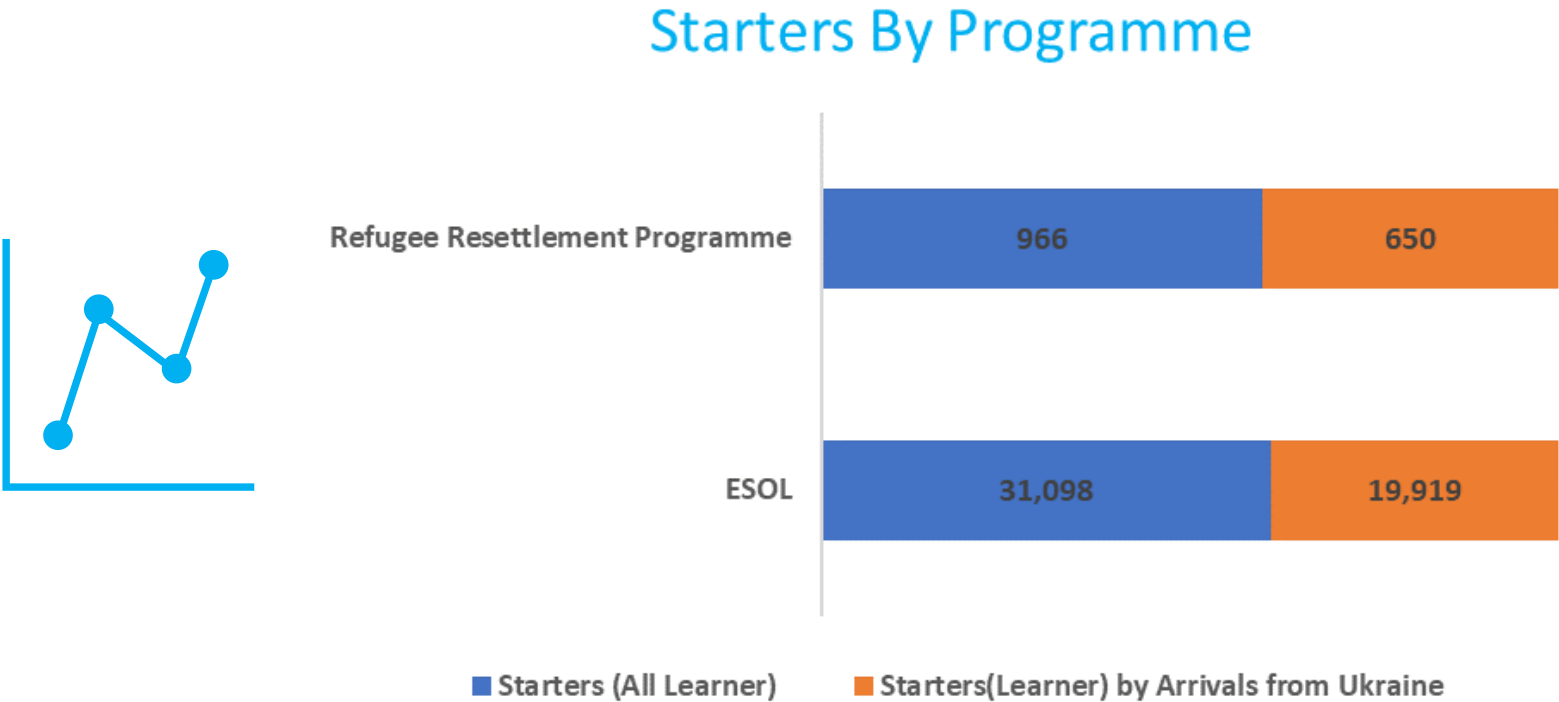 Starters By Programme
Refugee Resettlement Programme
966
650
ESOL
31,098
19,919
Starters (All Learner)
Starters(Learner) by Arrivals from Ukraine